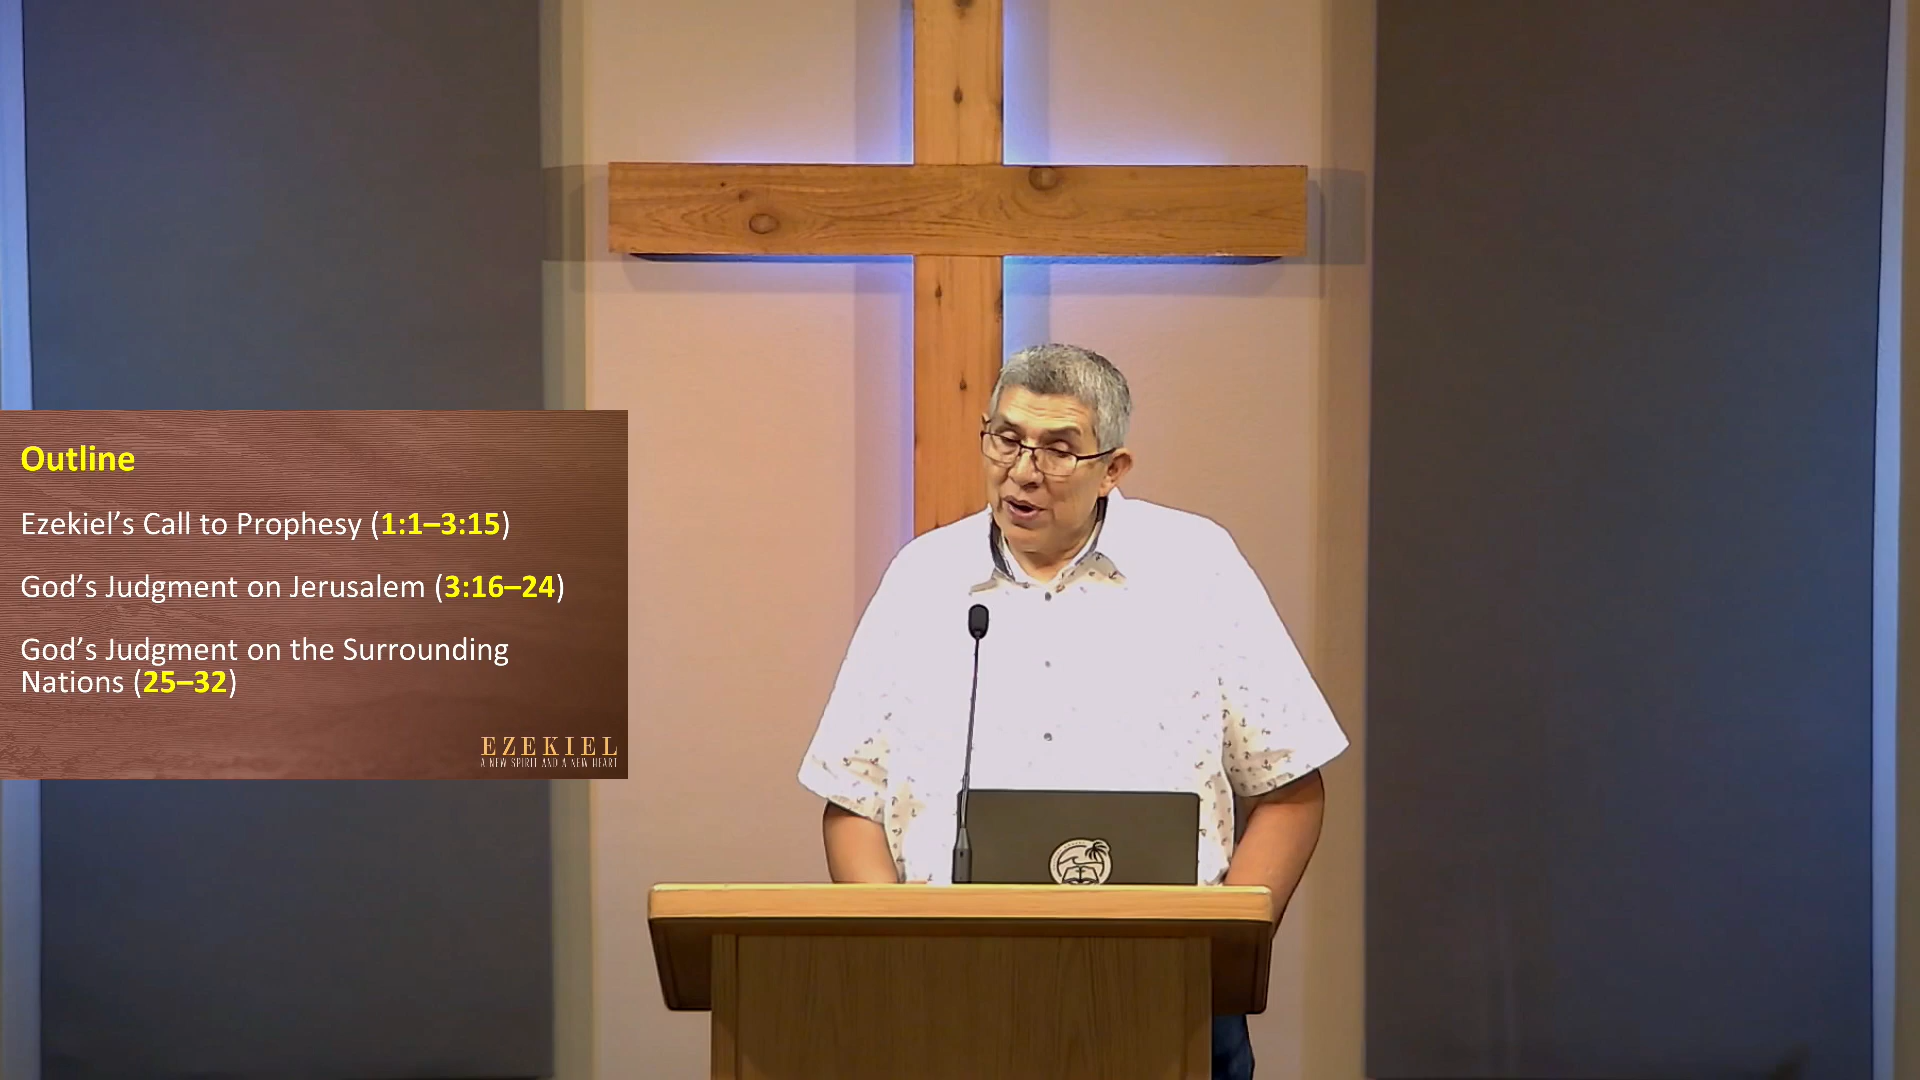 Outline
Ezekiel’s Call to Prophesy (1:1–3:15)
God’s Judgment on Jerusalem (3:16–24)
God’s Judgment on the Surrounding
Nations (25–32)
EZEKIEL
A NEW SPIRIT AND A NEW HEART